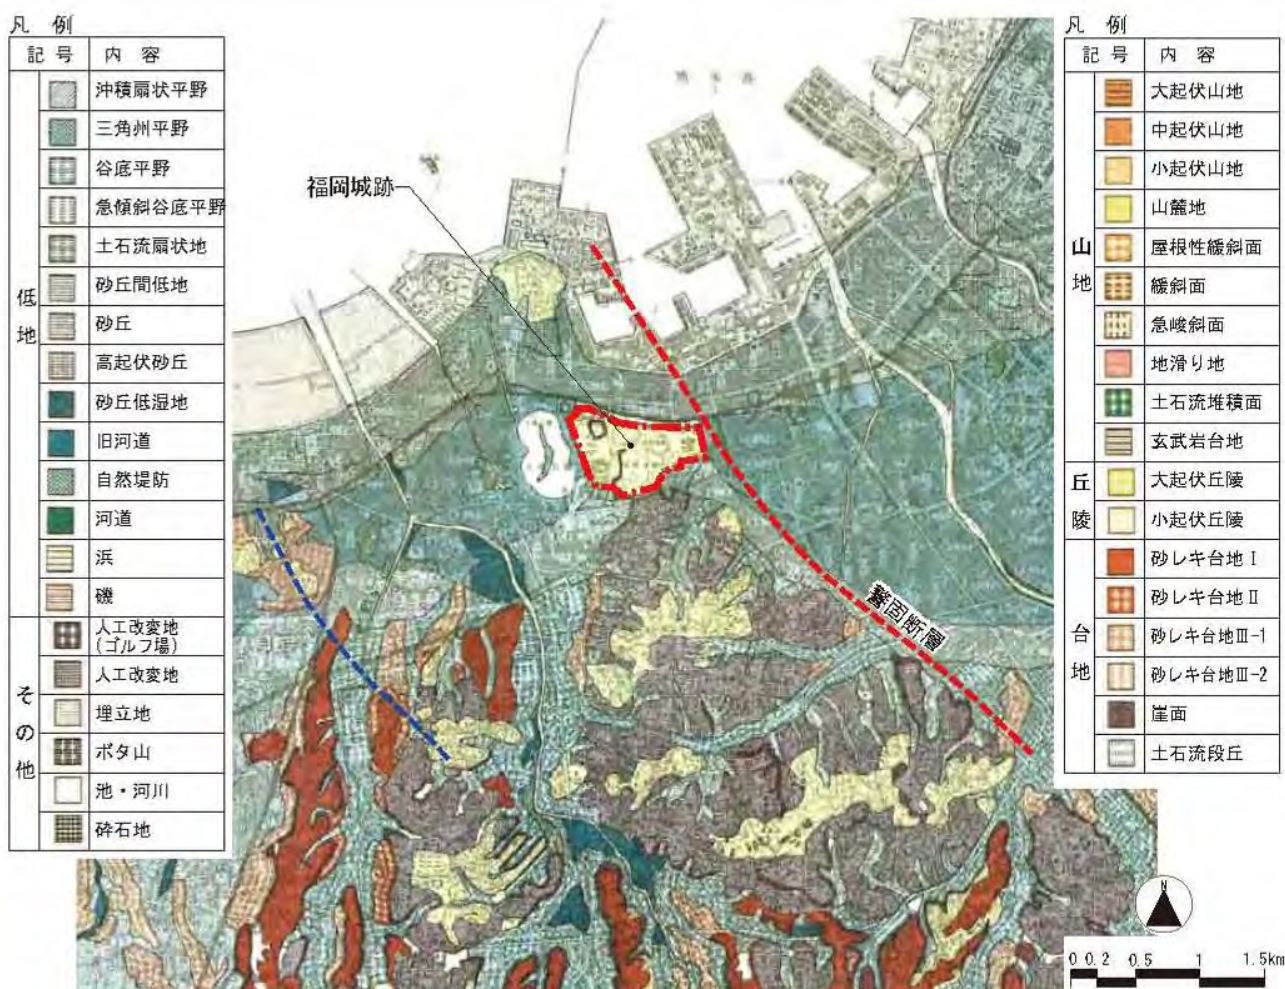 凡 例
記 号 内 容
低地
沖積扇状平野
三角州平野
谷底平野
急傾斜谷底平野
土石流扇状地
砂丘間低地
砂丘
高起伏砂丘
砂丘低湿地
旧河道
自然堤防
河道
浜
磯
その他
人工改変地
(ゴルフ場)
人工改変地
埋立地
ボタ山
池・河川
砕石地
福岡城跡
警固断層
凡 例
記 号 内 容
山地
大起伏山地
中起伏山地
小起伏山地
山麓地
屋根性緩斜面
緩斜面
急峻斜面
地滑り地
土石流堆積面
玄武岩台地
丘陵
大起伏丘陵
小起伏丘陵
台地
砂レキ台地Ⅰ
砂レキ台地Ⅱ
砂レキ台地Ⅲ-1
砂レキ台地Ⅲ-2
崖面
土石流段丘
N
0 0.2 0.5 1 1.5km